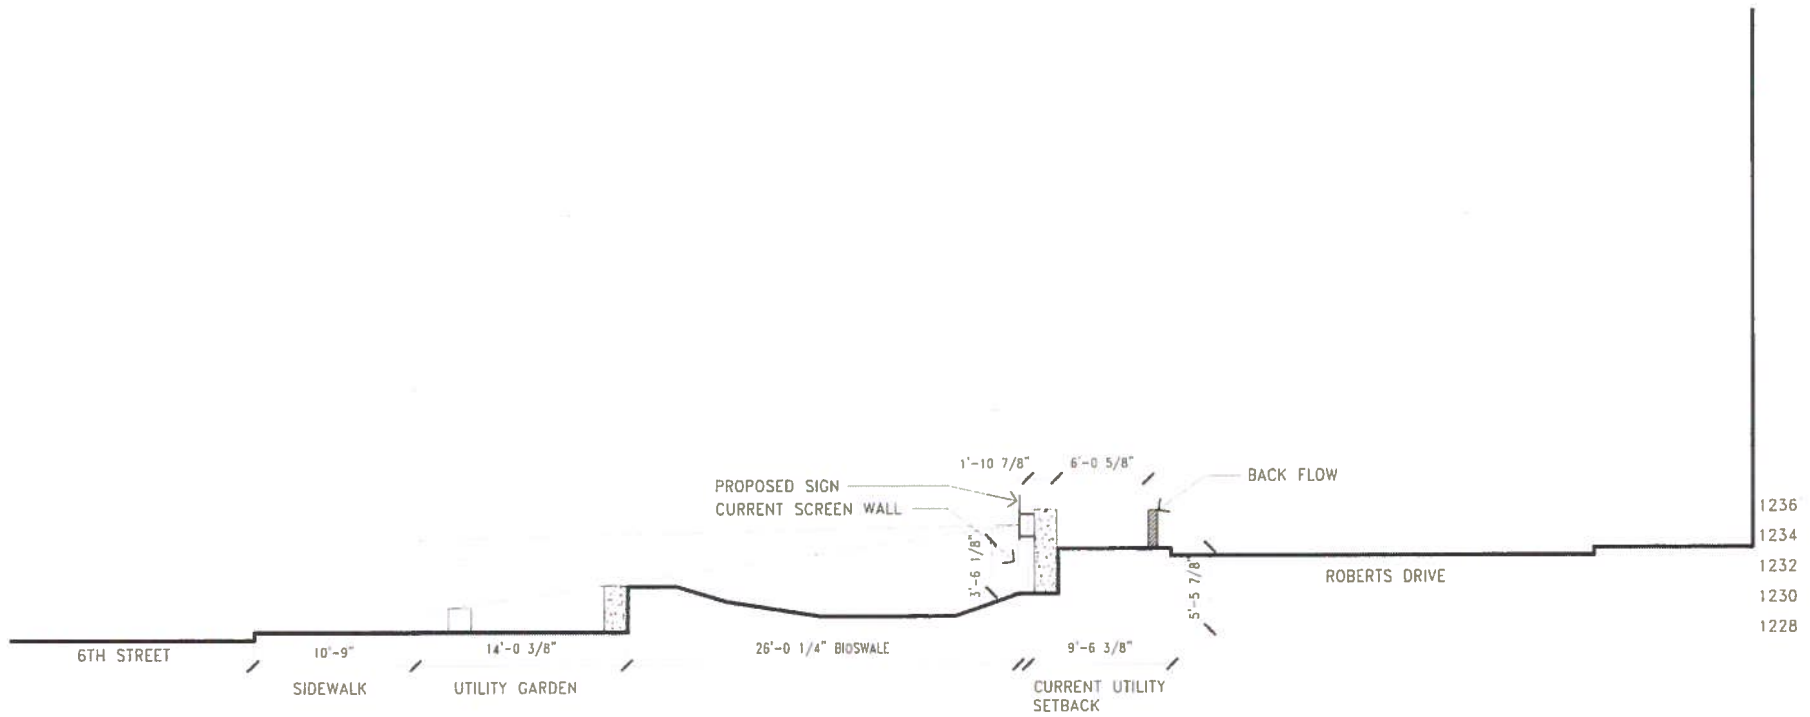 1'-10 7/8"
6'-0 5/8"
PROPOSED SIGN
BACK FLOW
CURRENT SCREEN WALL
1236
1234
1232
1230
1228
3'-6 1/8"
5'-5 7/8"
ROBERTS DRIVE
6TH STREET
10'-9"
14'-0 3/8"
26'-0 1/4" BIOSWALE
9'-6 3/8"
SIDEWALK
UTILITY GARDEN
CURRENT UTILITY
SETBACK